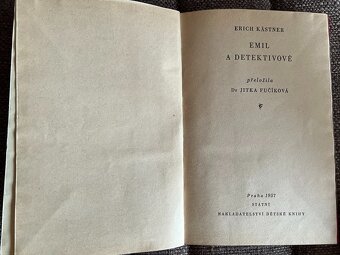 ERICH KÄSTNER
EMIL
A DETEKTIVOVÉ
přeložila
Dr JITKA FUČÍKOVÁ
Praha 1957
STÁTNÍ
NAKLADATELSTVÍ DĚTSKÉ KNIHY